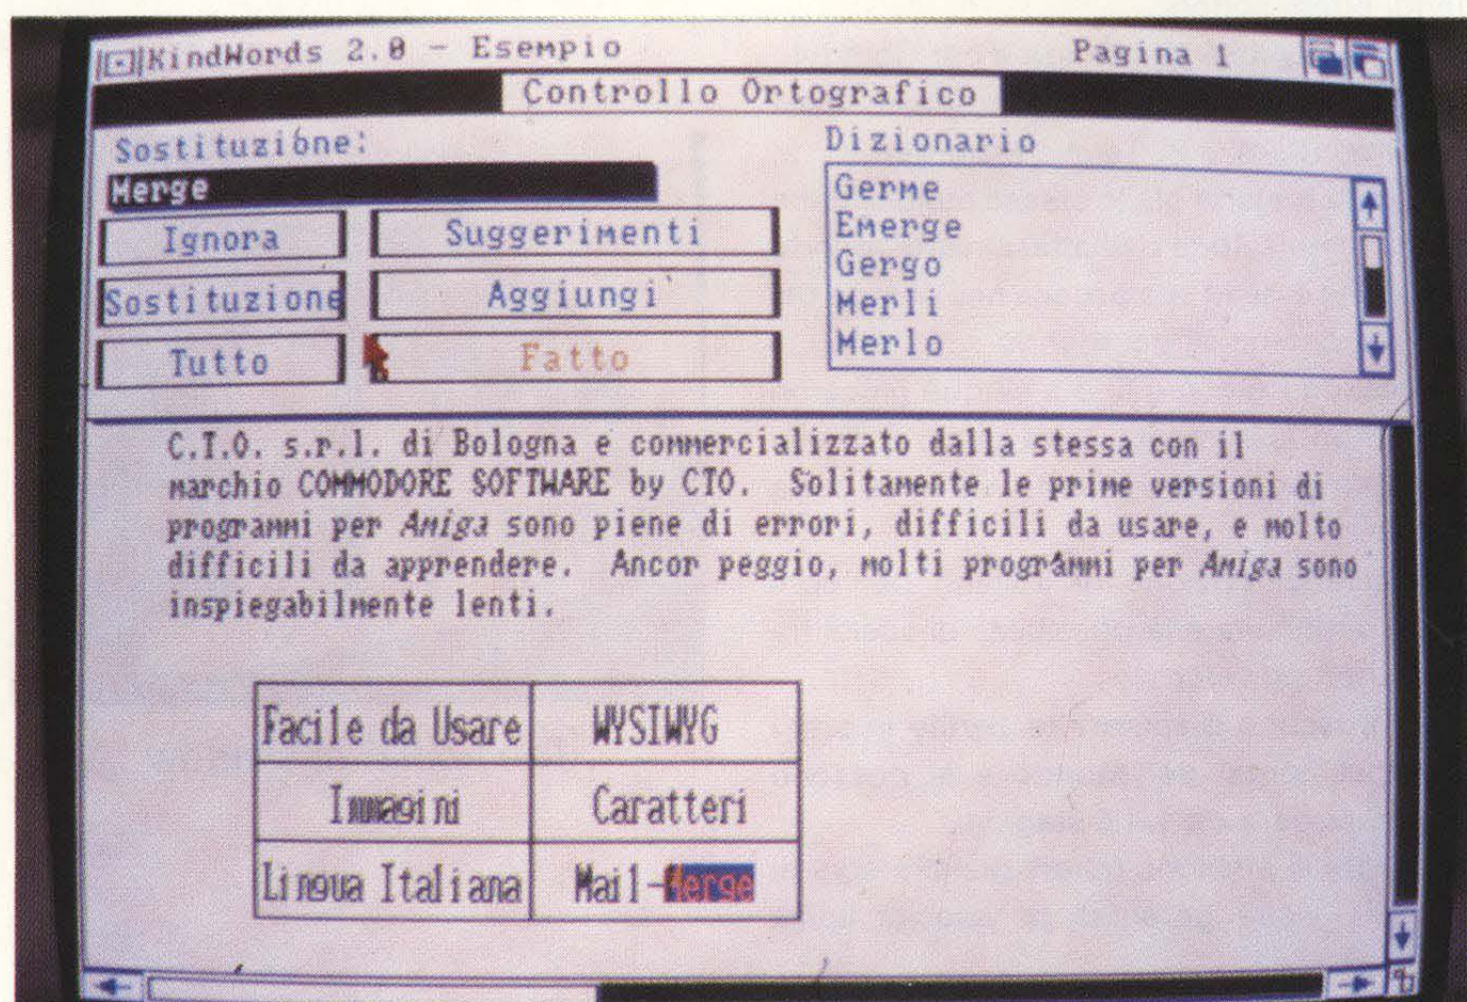 KindWords 2.0 - Esempio Pagina 1
Controllo Ortografico
Sostituzione:
Merge
Ignora
Suggerimenti
Sostituzione
Aggiungi
Tutto
Fatto
Dizionario
Germe
Emerge
Gergo
Merli
Merlo
C.T.O. s.r.l. di Bologna e commercializzato dalla stessa con il
marchio COMMODORE SOFTWARE by CTO. Solitamente le prime versioni di
programmi per Amiga sono piene di errori, difficili da usare, e molto
difficili da apprendere. Ancor peggio, molti programmi per Amiga sono
inspiegabilmente lenti.
Facile da Usare WYSIWYG
Immagini Caratteri
Lingua Italiana Mail-Merge